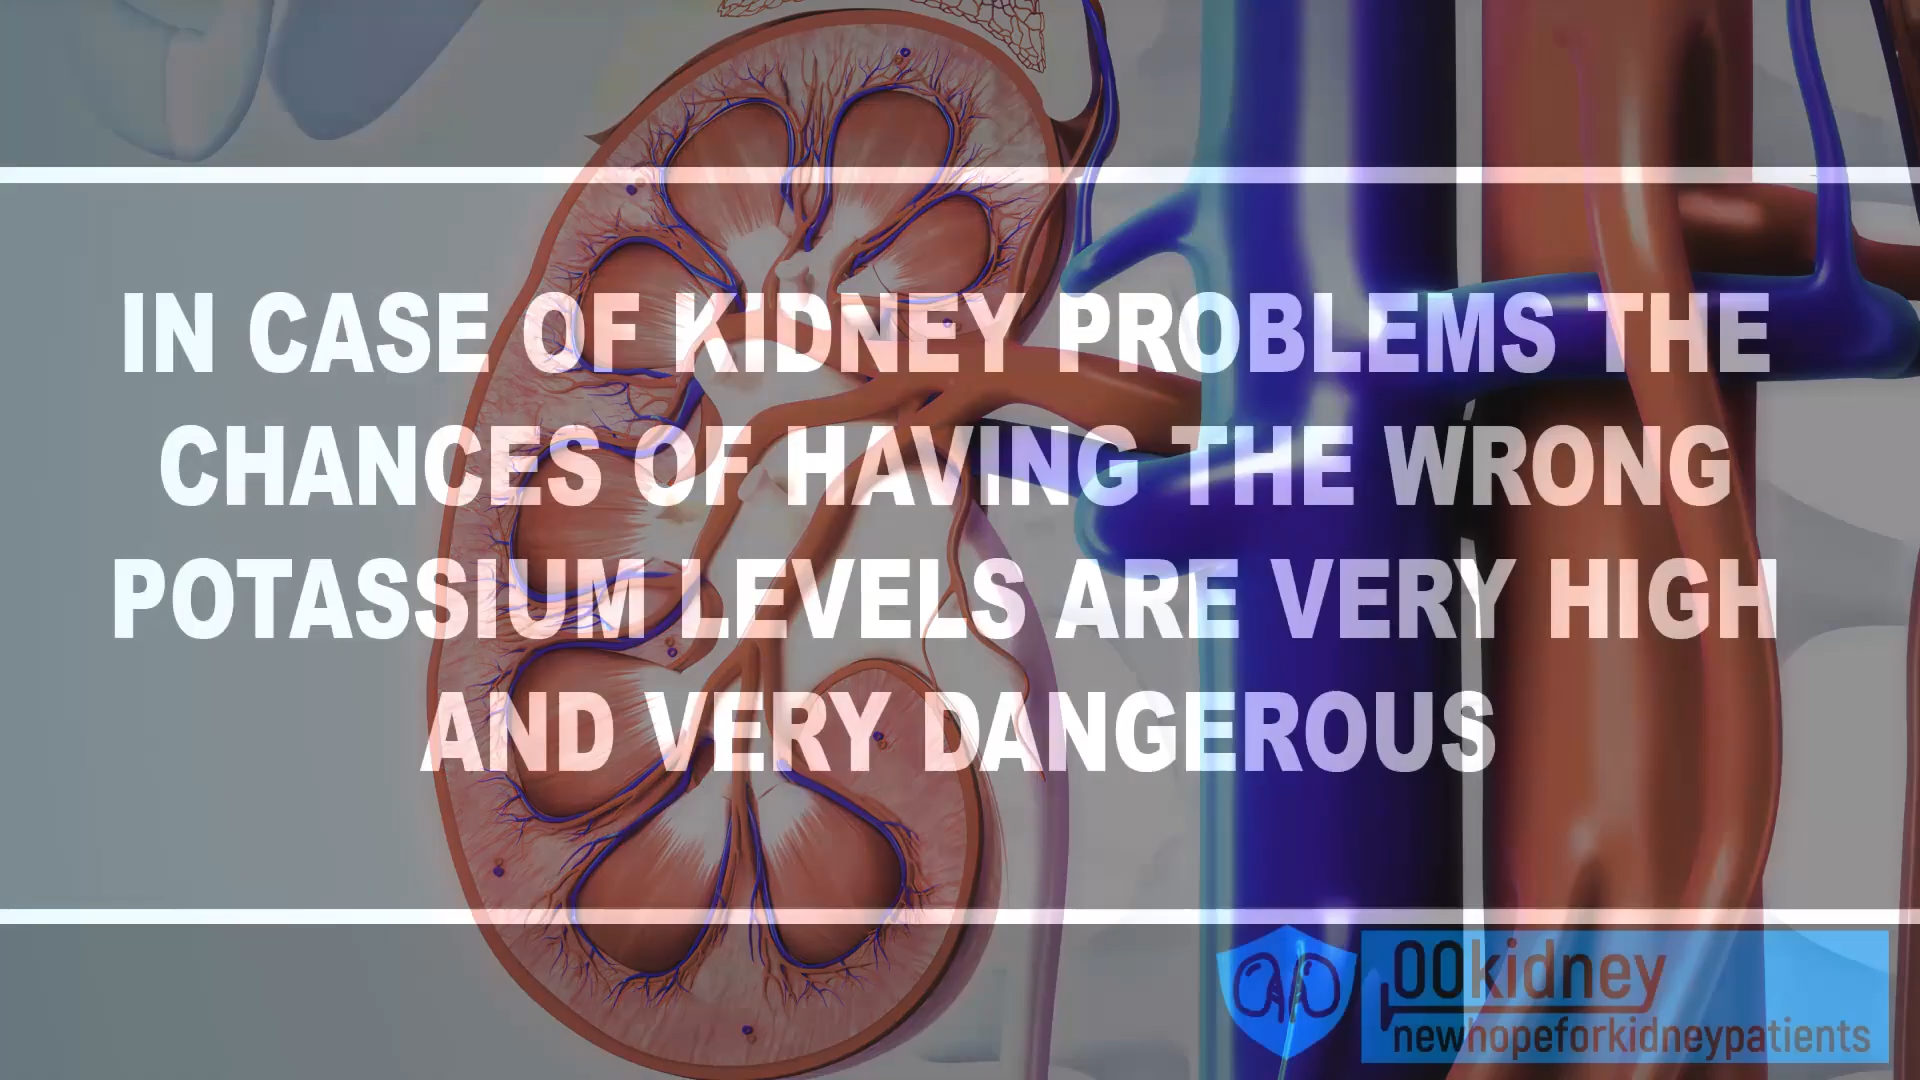 IN CASE OF KIDNEY PROBLEMS THE
CHANCES OF HAVING THE WRONG
POTASSIUM LEVELS ARE VERY HIGH
AND VERY DANGEROUS
00kidney
newhopeforkidneypatients